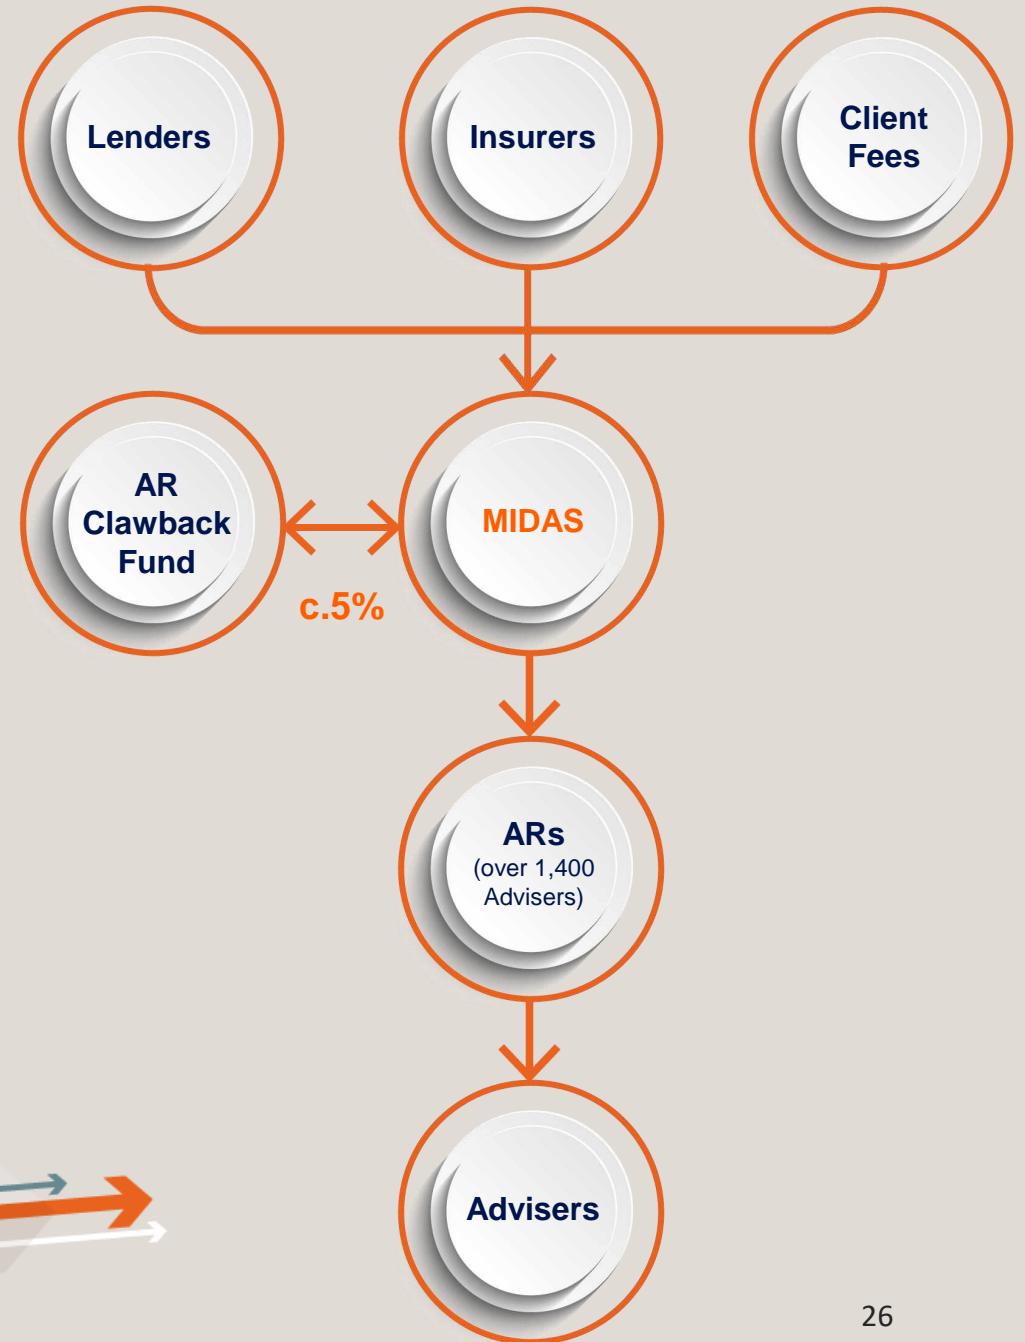 Lenders
Insurers
Client
Fees
AR
Clawback
Fund
c.5%
MIDAS
ARs
(over 1,400
Advisers)
Advisers
26